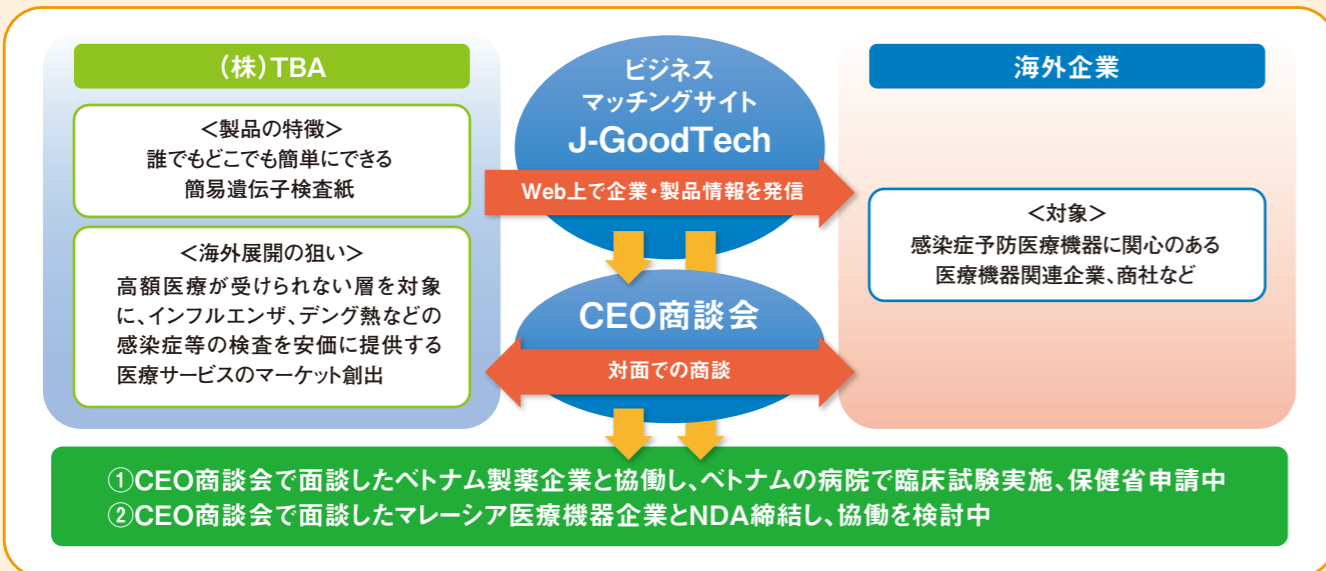 (株)TBA
<製品の特徴>
誰でもどこでも簡単にできる
簡易遺伝子検査紙
<海外展開の狙い>
高額医療が受けられない層を対象
に、インフルエンザ、デング熱などの
感染症等の検査を安価に提供する
医療サービスのマーケット創出
ビジネス
マッチングサイト
J-GoodTech
Web上で企業・製品情報を発信
CEO商談会
対面での商談
海外企業
<対象>
感染症予防医療機器に関心のある
医療機器関連企業、商社など
①CEO商談会で面談したベトナム製薬企業と協働し、ベトナムの病院で臨床試験実施、保健省申請中
②CEO商談会で面談したマレーシア医療機器企業とNDA締結し、協働を検討中